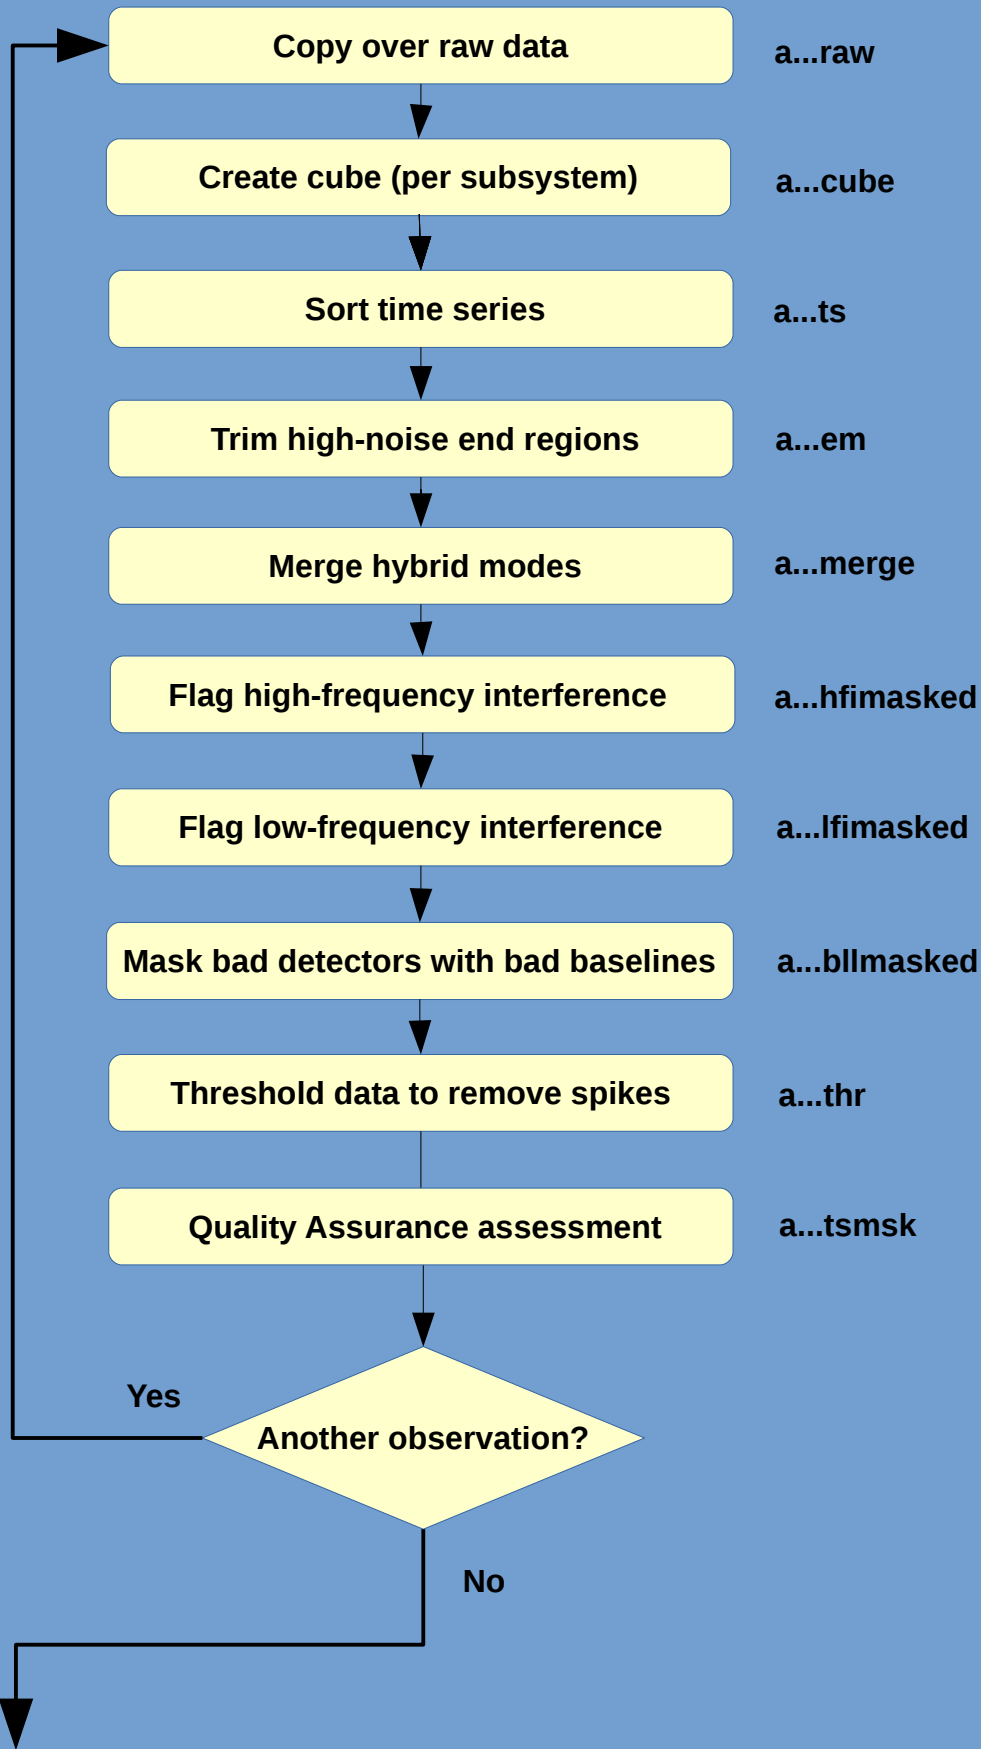 Copy over raw data
a...raw
Create cube (per subsystem)
a...cube
Sort time series
a...ts
Trim high-noise end regions
a...em
Merge hybrid modes
a...merge
Flag high-frequency interference
a...hfimasked
Flag low-frequency interference
a...lfimasked
Mask bad detectors with bad baselines
a...bllmasked
Threshold data to remove spikes
a...thr
Quality Assurance assessment
a...tsmsk
Yes
Another observation?
No